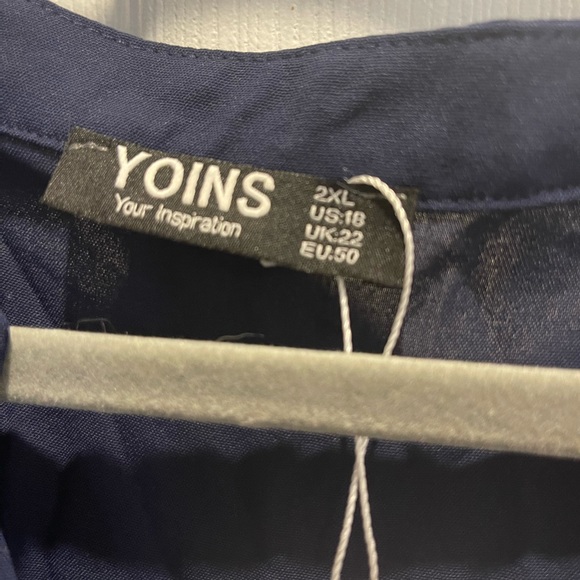 YOINS
Your Inspiration
2XL
US:18
UK:22
EU:50